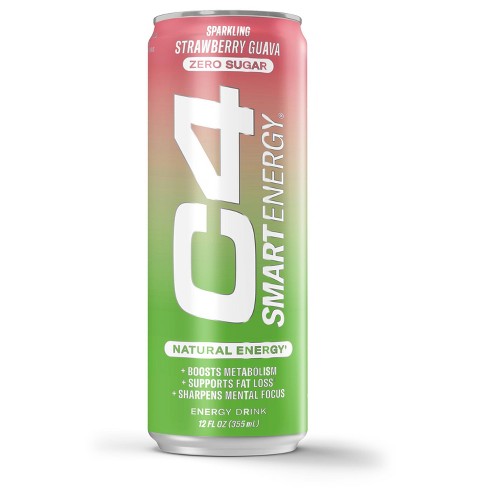 SPARKLING
STRAWBERRY GUAVA
ZERO SUGAR
C4
SMART ENERGY®
NATURAL ENERGY†
+ BOOSTS METABOLISM
+ SUPPORTS FAT LOSS
+ SHARPENS MENTAL FOCUS
ENERGY DRINK
12 FL OZ (355 mL)